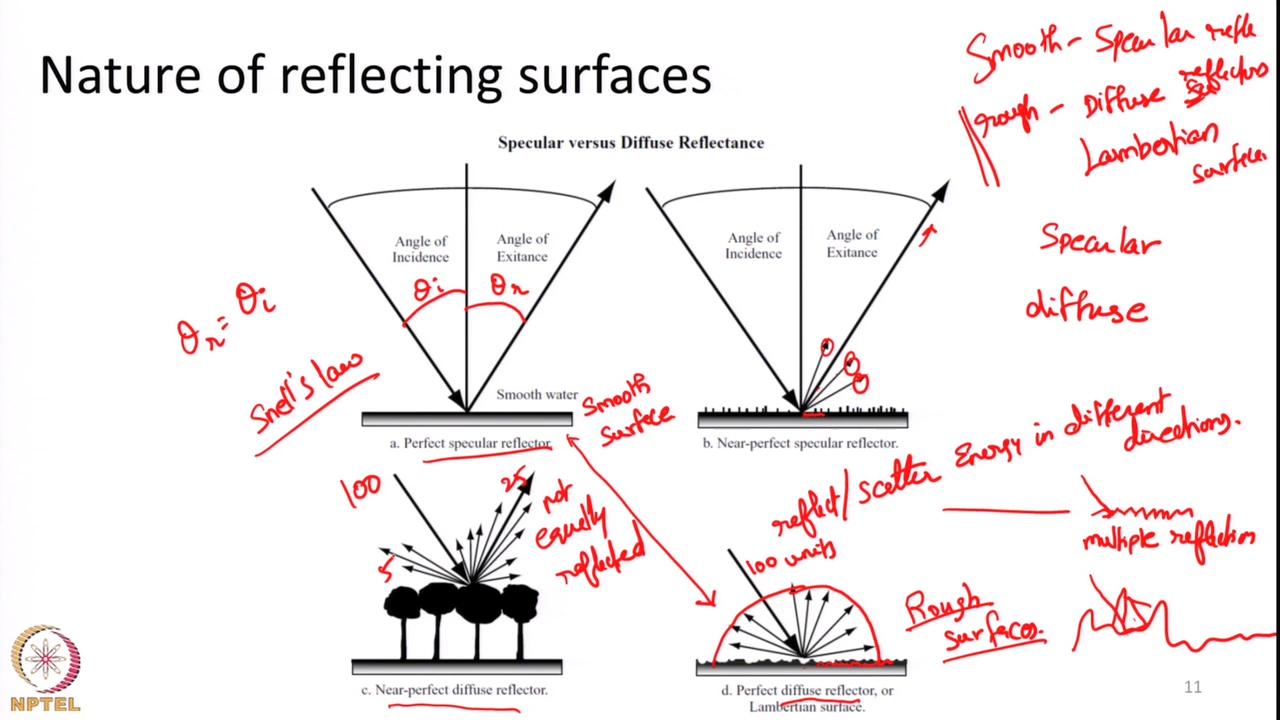 Nature of reflecting surfaces
Smooth - Specular refle
rough - Diffuse reflectors
Lambertian
surface.
Specular versus Diffuse Reflectance
Angle of
Incidence
Angle of
Exitance
θi
θr
θr = θi
Snell's law
Smooth water
Smooth
surface
a. Perfect specular reflector.
Angle of
Incidence
Angle of
Exitance
b. Near-perfect specular reflector.
Specular
diffuse
reflect/scatter Energy in different
directions.
multiple reflection
100
25
5
not
equally
reflected
c. Near-perfect diffuse reflector.
100 units
Rough
surfaces.
d. Perfect diffuse reflector, or
Lambertian surface.
NPTEL
11